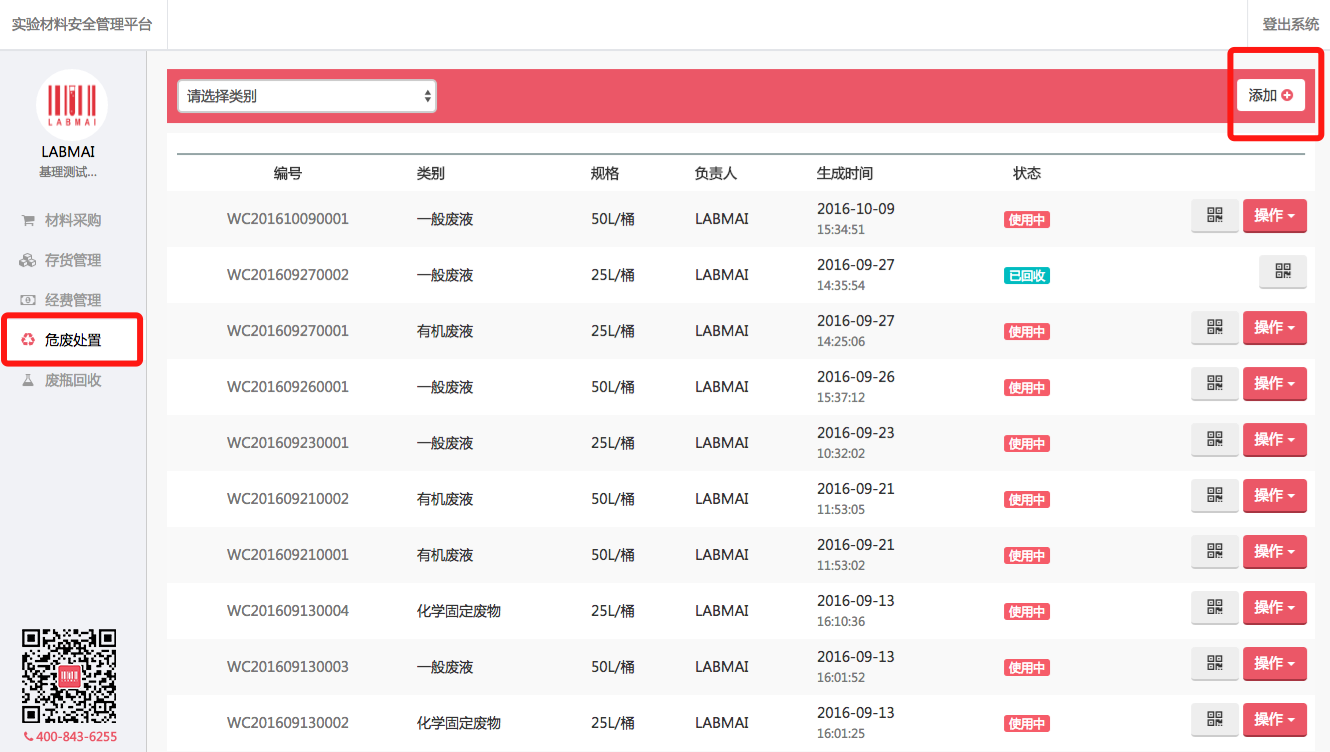 实验材料安全管理平台
登出系统
LABMAI
LABMAI
基理测试...
材料采购
存货管理
经费管理
危废处置
废瓶回收
400-843-6255
请选择类别
添加
编号 类别 规格 负责人 生成时间 状态
WC201610090001 一般废液 50L/桶 LABMAI 2016-10-09 使用中 操作
15:34:51
WC201609270002 一般废液 25L/桶 LABMAI 2016-09-27 已回收
14:35:54
WC201609270001 有机废液 25L/桶 LABMAI 2016-09-27 使用中 操作
14:25:06
WC201609260001 一般废液 50L/桶 LABMAI 2016-09-26 使用中 操作
15:37:12
WC201609230001 一般废液 25L/桶 LABMAI 2016-09-23 使用中 操作
10:32:02
WC201609210002 有机废液 50L/桶 LABMAI 2016-09-21 使用中 操作
11:53:05
WC201609210001 有机废液 50L/桶 LABMAI 2016-09-21 使用中 操作
11:53:02
WC201609130004 化学固定废物 25L/桶 LABMAI 2016-09-13 使用中 操作
16:10:36
WC201609130003 一般废液 50L/桶 LABMAI 2016-09-13 使用中 操作
16:01:52
WC201609130002 化学固定废物 25L/桶 LABMAI 2016-09-13 使用中 操作
16:01:25